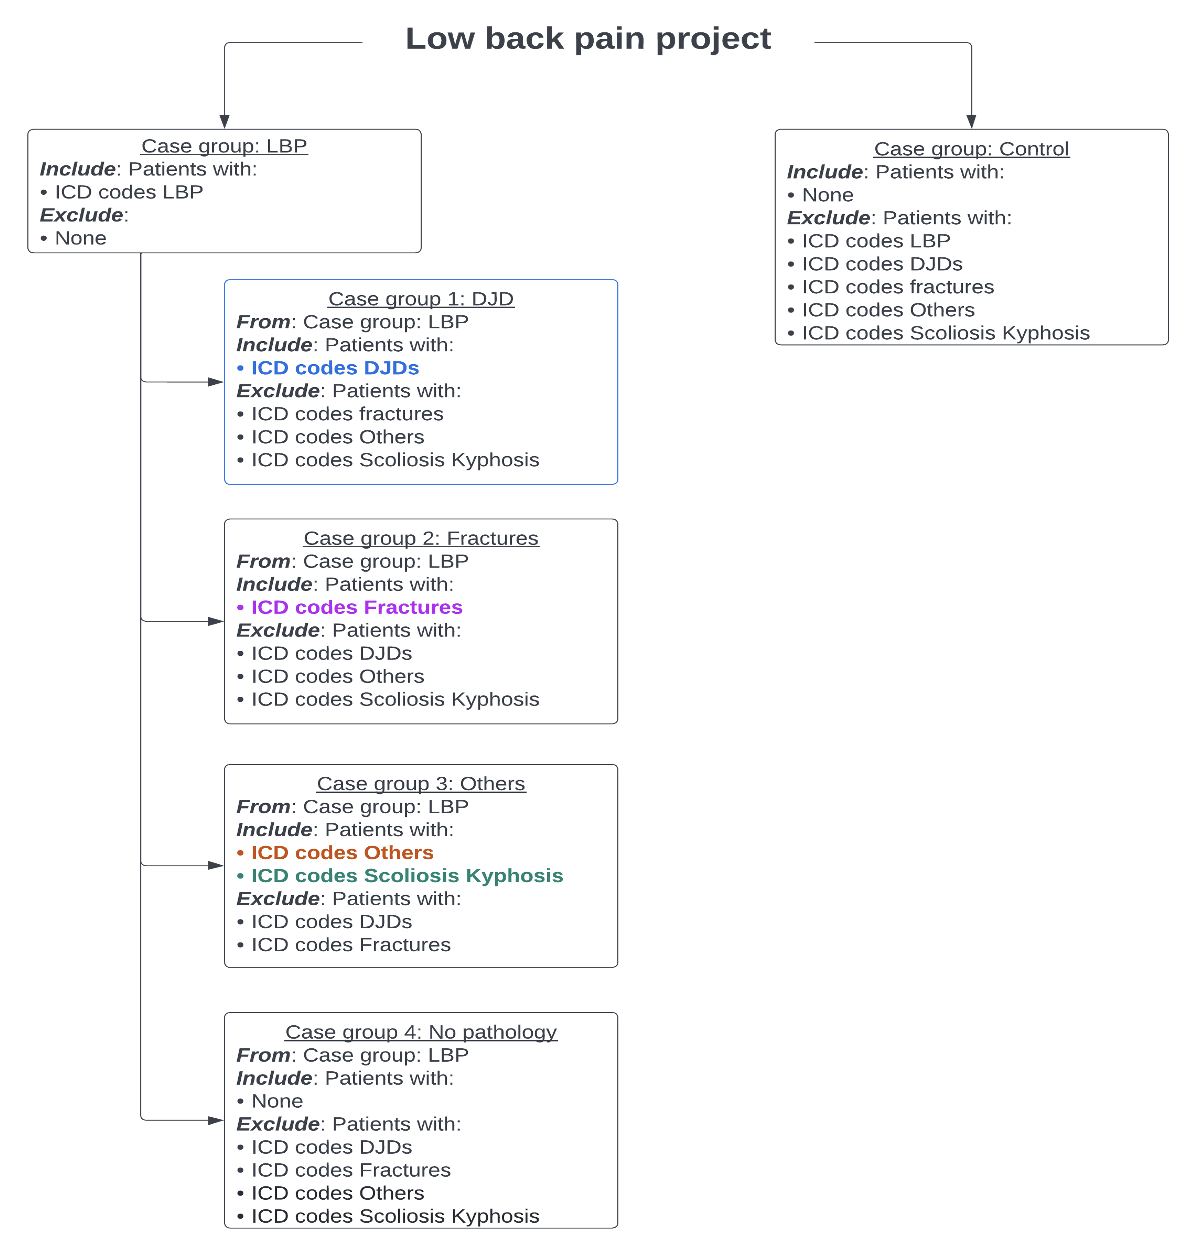 Low back pain project
Case group: LBP
Include: Patients with:
• ICD codes LBP
Exclude:
• None
Case group: Control
Include: Patients with:
• None
Exclude: Patients with:
• ICD codes LBP
• ICD codes DJDs
• ICD codes fractures
• ICD codes Others
• ICD codes Scoliosis Kyphosis
Case group 1: DJD
From: Case group: LBP
Include: Patients with:
• ICD codes DJDs
Exclude: Patients with:
• ICD codes fractures
• ICD codes Others
• ICD codes Scoliosis Kyphosis
Case group 2: Fractures
From: Case group: LBP
Include: Patients with:
• ICD codes Fractures
Exclude: Patients with:
• ICD codes DJDs
• ICD codes Others
• ICD codes Scoliosis Kyphosis
Case group 3: Others
From: Case group: LBP
Include: Patients with:
• ICD codes Others
• ICD codes Scoliosis Kyphosis
Exclude: Patients with:
• ICD codes DJDs
• ICD codes Fractures
Case group 4: No pathology
From: Case group: LBP
Include: Patients with:
• None
Exclude: Patients with:
• ICD codes DJDs
• ICD codes Fractures
• ICD codes Others
• ICD codes Scoliosis Kyphosis